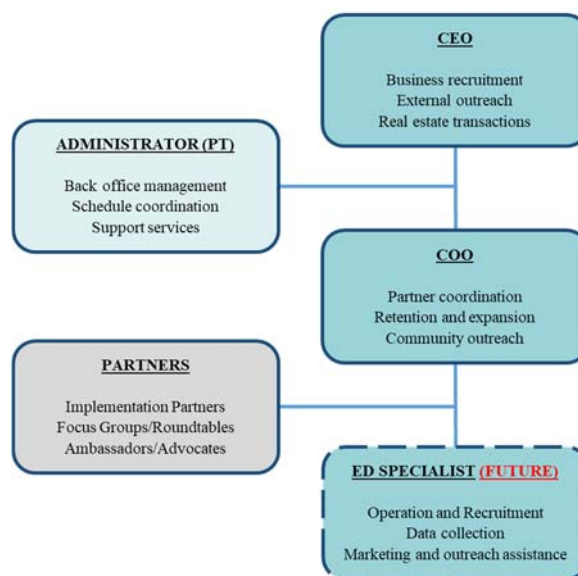 CEO
Business recruitment
External outreach
Real estate transactions
ADMINISTRATOR (PT)
Back office management
Schedule coordination
Support services
COO
Partner coordination
Retention and expansion
Community outreach
PARTNERS
Implementation Partners
Focus Groups/Roundtables
Ambassadors/Advocates
ED SPECIALIST (FUTURE)
Operation and Recruitment
Data collection
Marketing and outreach assistance